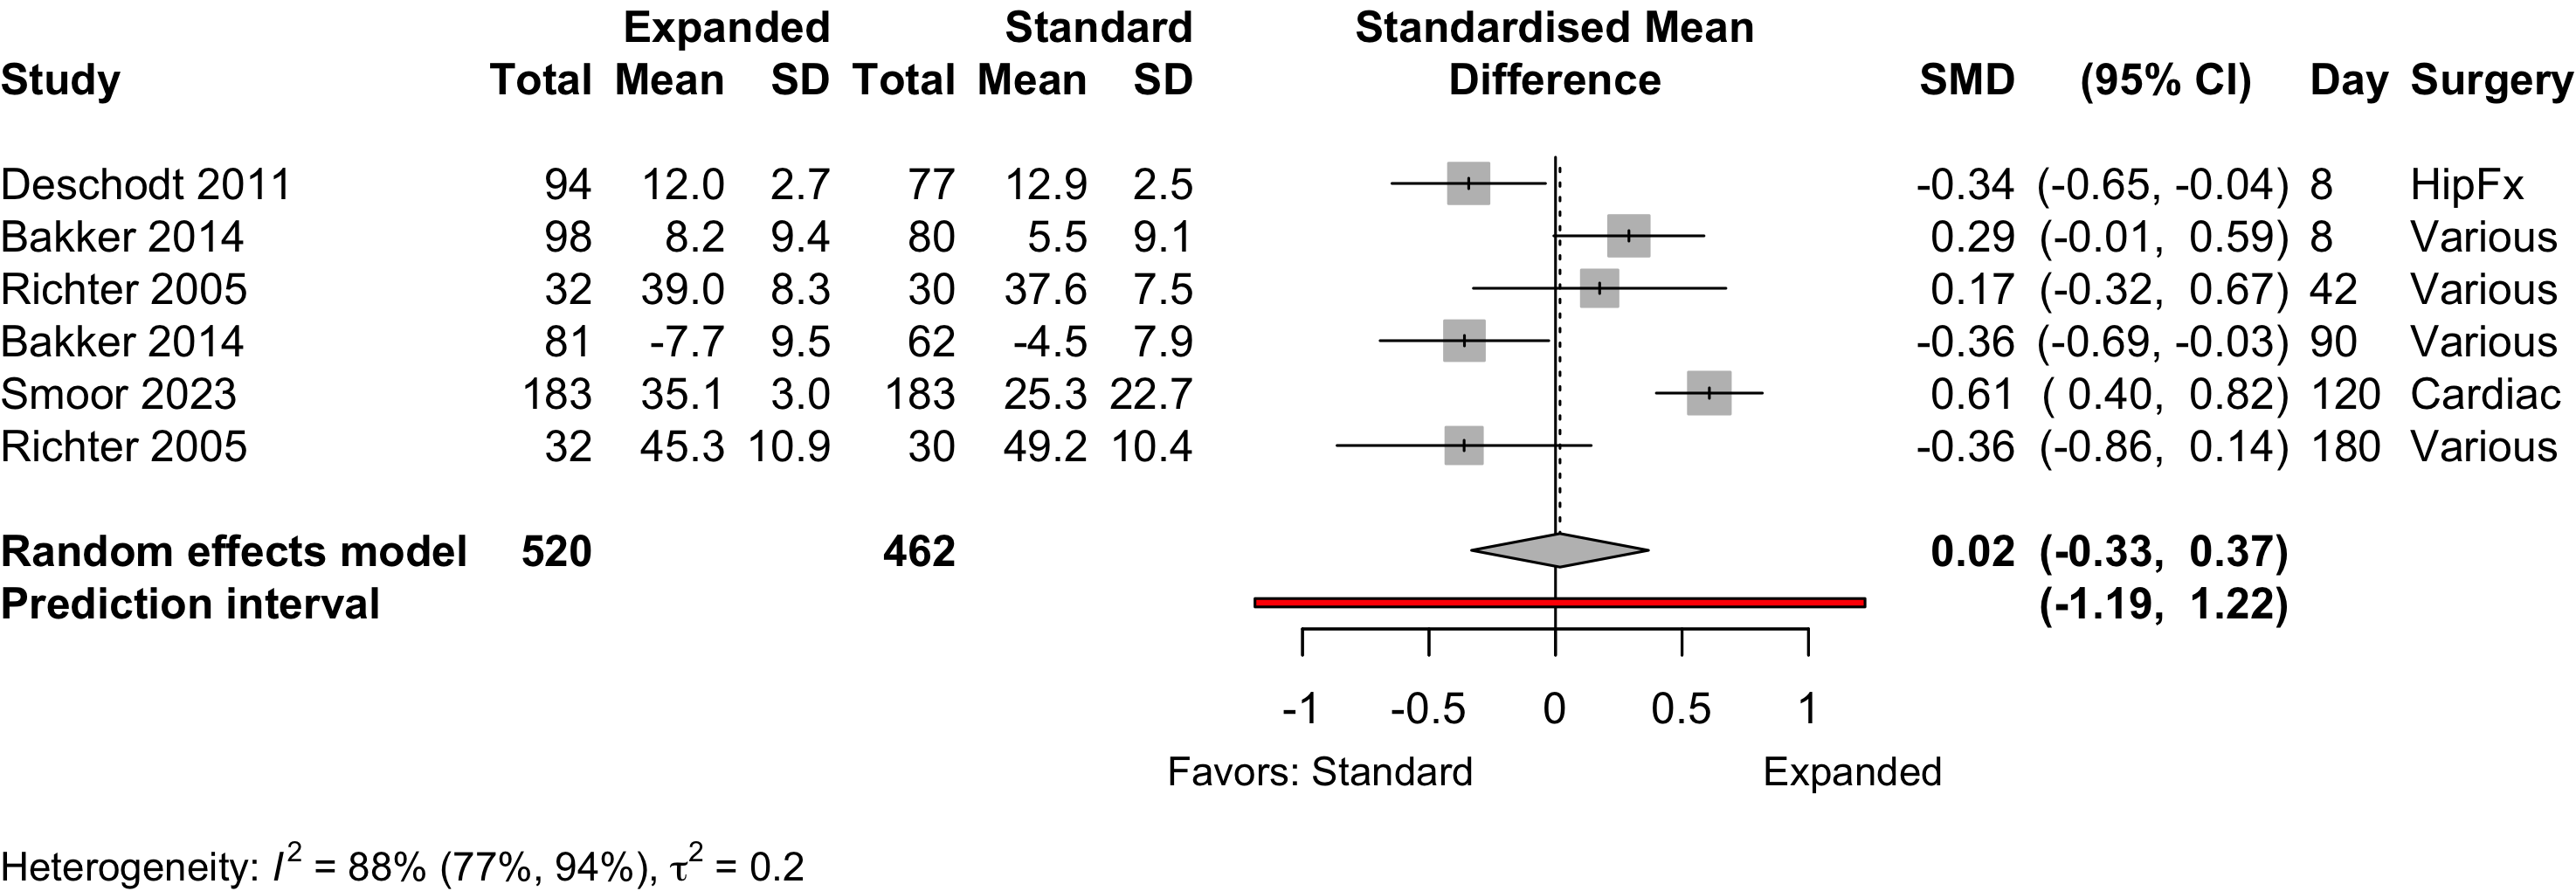 Expanded Standard Standardised Mean
Study Total Mean SD Total Mean SD Difference SMD (95% CI) Day Surgery
Deschodt 2011 94 12.0 2.7 77 12.9 2.5 -0.34 (-0.65, -0.04) 8 HipFx
Bakker 2014 98 8.2 9.4 80 5.5 9.1 0.29 (-0.01, 0.59) 8 Various
Richter 2005 32 39.0 8.3 30 37.6 7.5 0.17 (-0.32, 0.67) 42 Various
Bakker 2014 81 -7.7 9.5 62 -4.5 7.9 -0.36 (-0.69, -0.03) 90 Various
Smoor 2023 183 35.1 3.0 183 25.3 22.7 0.61 ( 0.40, 0.82) 120 Cardiac
Richter 2005 32 45.3 10.9 30 49.2 10.4 -0.36 (-0.86, 0.14) 180 Various
Random effects model 520 462 0.02 (-0.33, 0.37)
Prediction interval (-1.19, 1.22)
-1 -0.5 0 0.5 1
Favors: Standard Expanded
Heterogeneity: I² = 88% (77%, 94%), τ² = 0.2